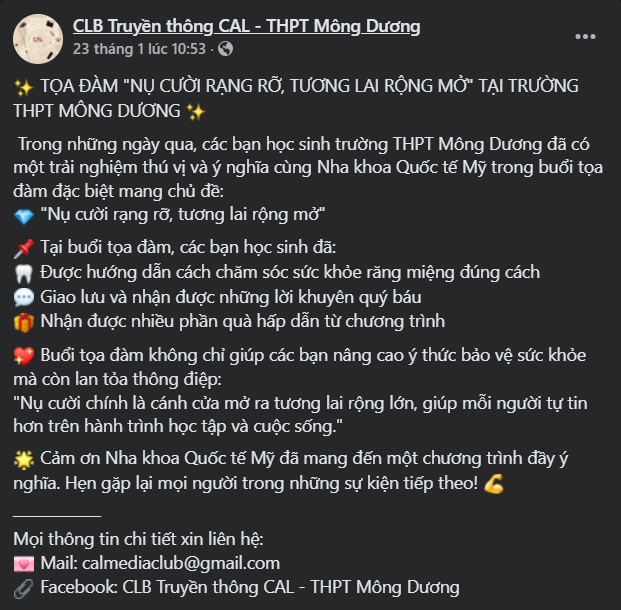 CLB Truyền thông CAL - THPT Mông Dương
23 tháng 1 lúc 10:53 ·
✨ TỌA ĐÀM "NỤ CƯỜI RẠNG RỠ, TƯƠNG LAI RỘNG MỞ" TẠI TRƯỜNG
THPT MÔNG DƯƠNG ✨
Trong những ngày qua, các bạn học sinh trường THPT Mông Dương đã có
một trải nghiệm thú vị và ý nghĩa cùng Nha khoa Quốc tế Mỹ trong buổi tọa
đàm đặc biệt mang chủ đề:
💎 "Nụ cười rạng rỡ, tương lai rộng mở"
📌 Tại buổi tọa đàm, các bạn học sinh đã:
🦷 Được hướng dẫn cách chăm sóc sức khỏe răng miệng đúng cách
💬 Giao lưu và nhận được những lời khuyên quý báu
🎁 Nhận được nhiều phần quà hấp dẫn từ chương trình
💖 Buổi tọa đàm không chỉ giúp các bạn nâng cao ý thức bảo vệ sức khỏe
mà còn lan tỏa thông điệp:
"Nụ cười chính là cánh cửa mở ra tương lai rộng lớn, giúp mỗi người tự tin
hơn trên hành trình học tập và cuộc sống."
🌟 Cảm ơn Nha khoa Quốc tế Mỹ đã mang đến một chương trình đầy ý
nghĩa. Hẹn gặp lại mọi người trong những sự kiện tiếp theo! 💪
__________
Mọi thông tin chi tiết xin liên hệ:
💌 Mail: calmediaclub@gmail.com
🔗 Facebook: CLB Truyền thông CAL - THPT Mông Dương